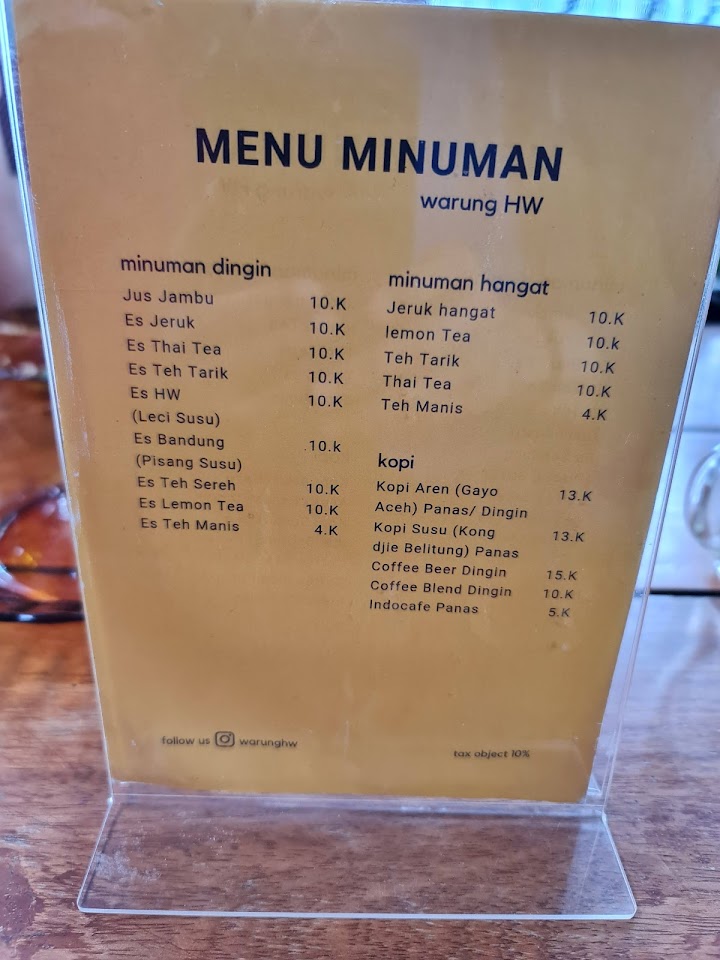 MENU MINUMAN
warung HW
minuman dingin
Jus Jambu 10.K
Es Jeruk 10.K
Es Thai Tea 10.K
Es Teh Tarik 10.K
Es HW 10.K
(Leci Susu)
Es Bandung 10.k
(Pisang Susu)
Es Teh Sereh 10.K
Es Lemon Tea 10.K
Es Teh Manis 4.K
minuman hangat
Jeruk hangat 10.K
lemon Tea 10.k
Teh Tarik 10.K
Thai Tea 10.K
Teh Manis 4.K
kopi
Kopi Aren (Gayo 13.K
Aceh) Panas/ Dingin
Kopi Susu (Kong 13.K
djie Belitung) Panas
Coffee Beer Dingin 15.K
Coffee Blend Dingin 10.K
Indocafe Panas 5.K
follow us warunghw
tax object 10%